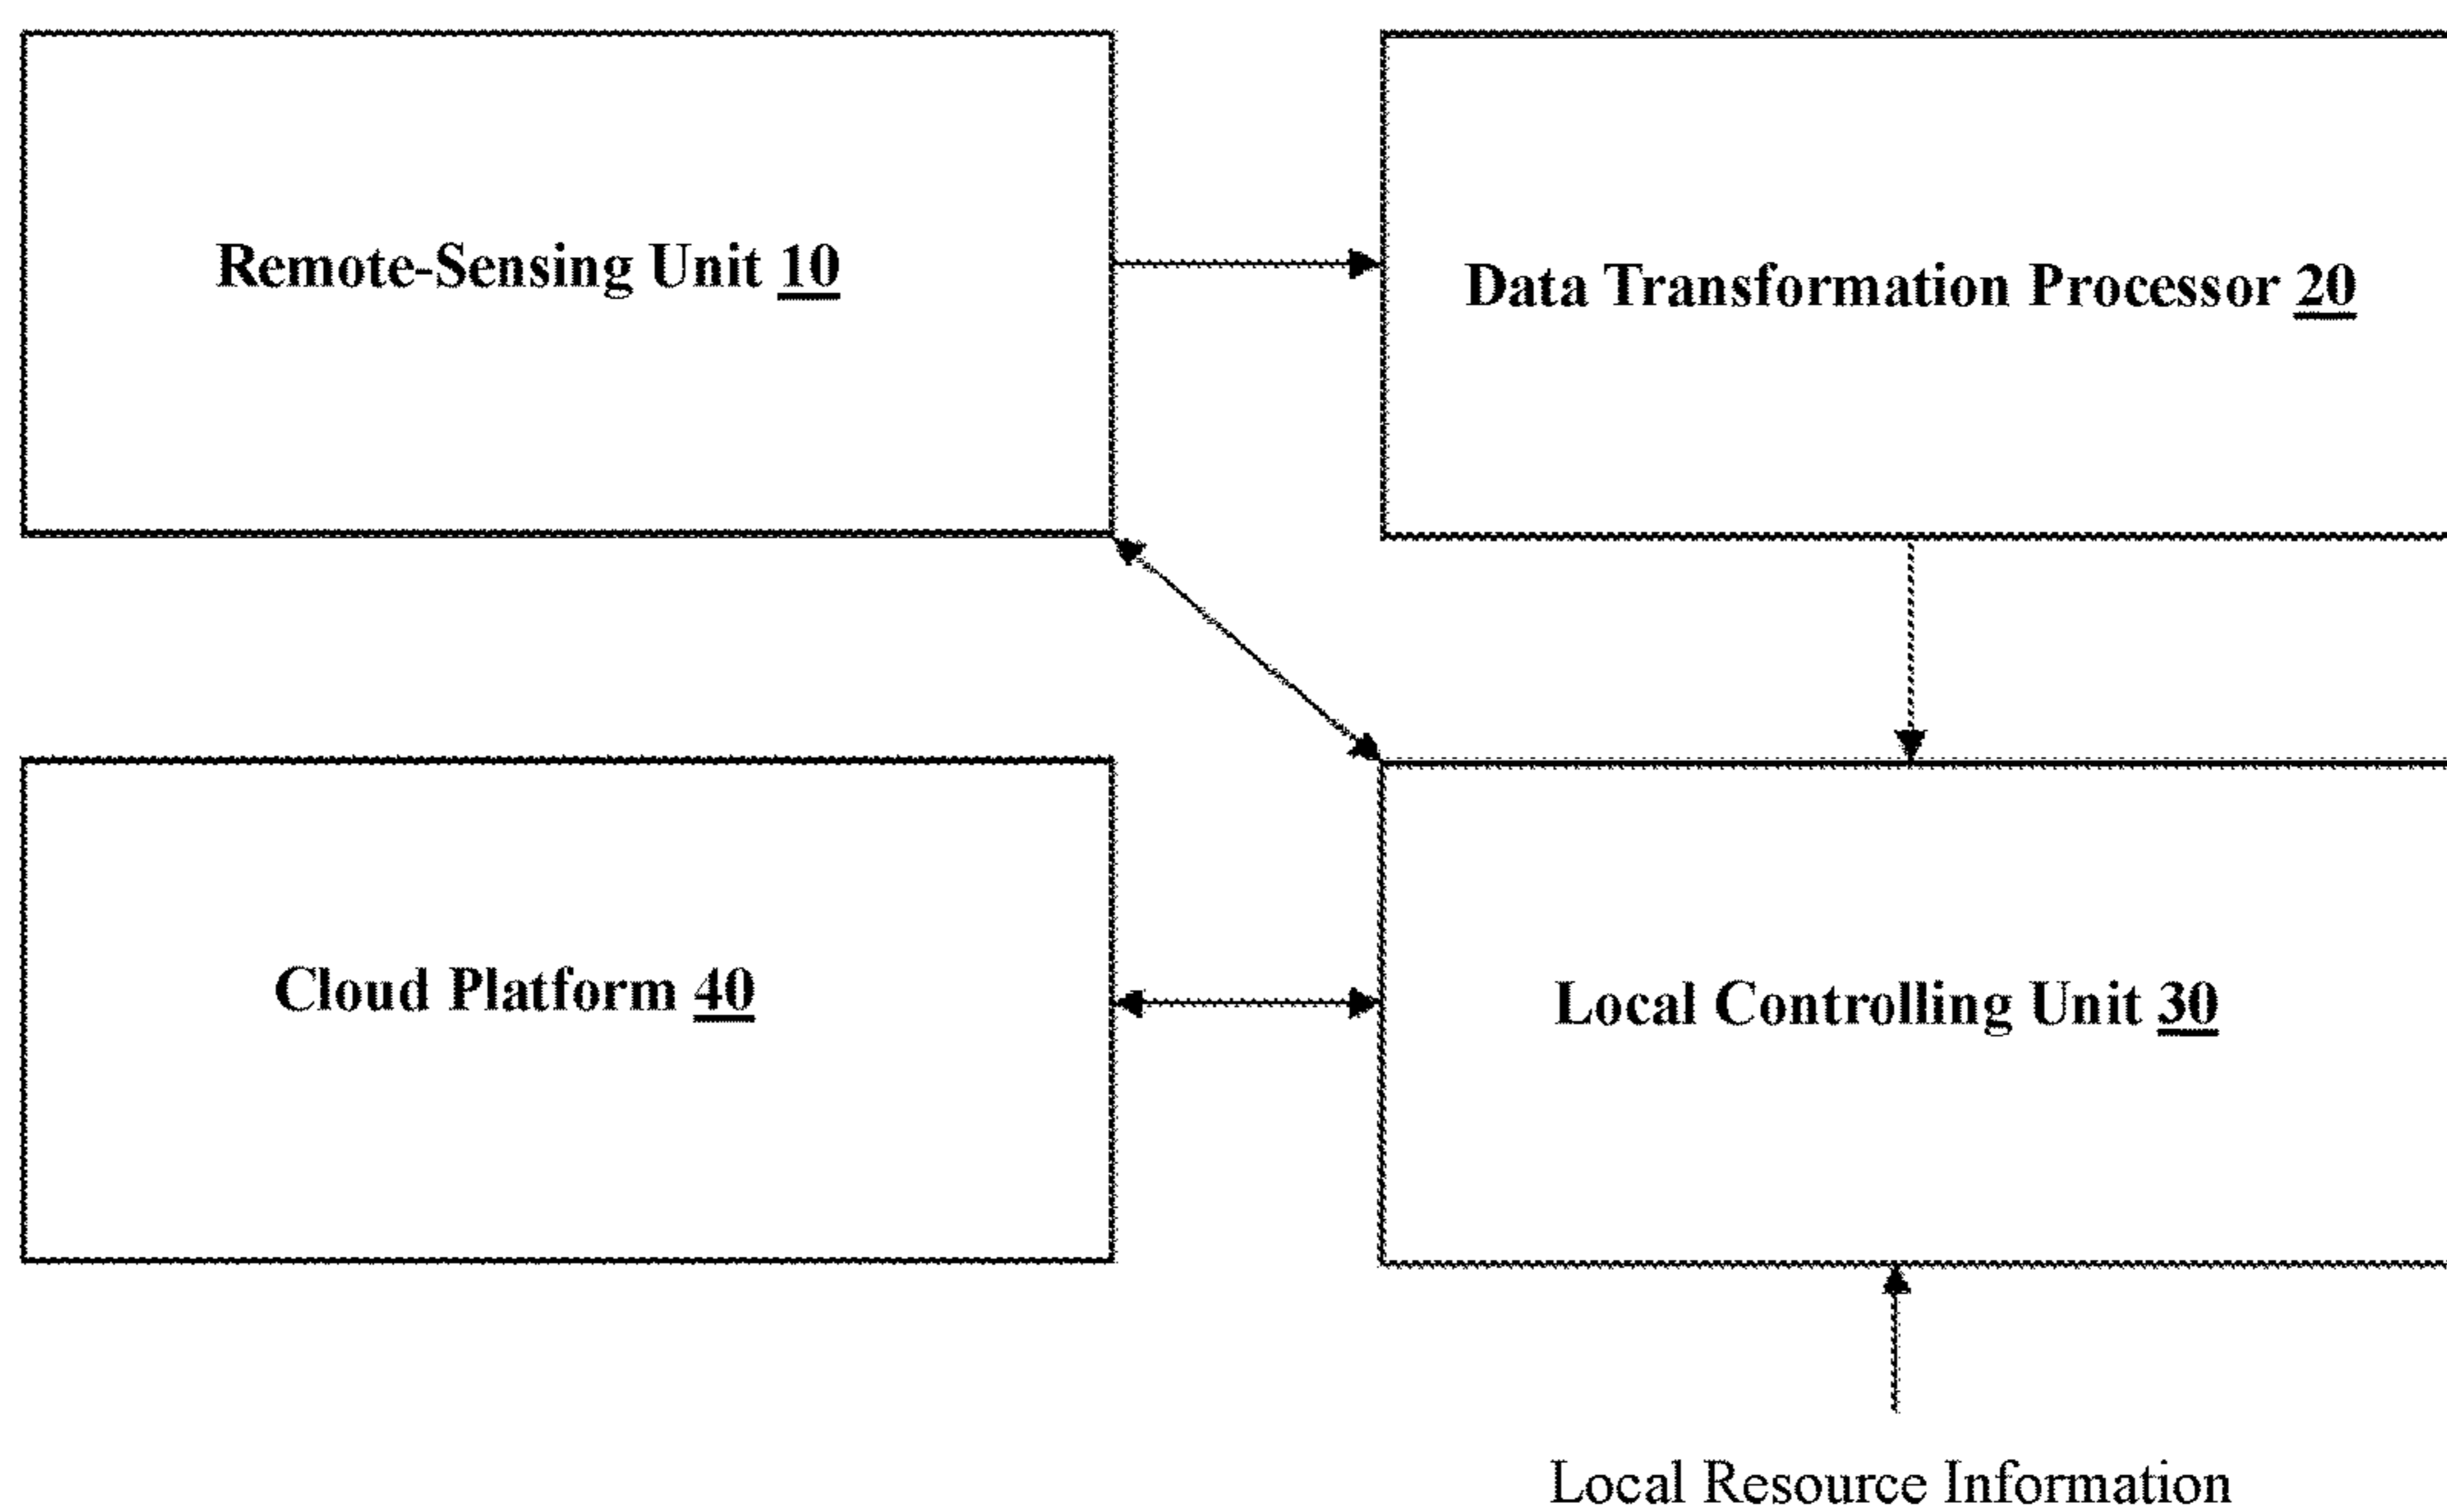 Remote-Sensing Unit 10
Data Transformation Processor 20
Cloud Platform 40
Local Controlling Unit 30
Local Resource Information